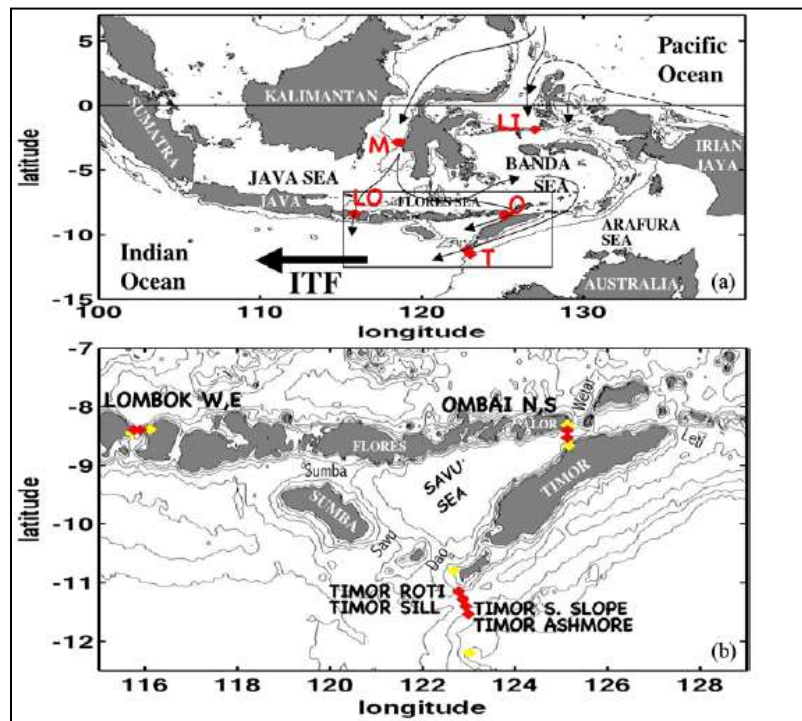 Pacific
Ocean
KALIMANTAN
SUMATRA
M
LI
IRIAN
JAYA
BANDA
SEA
JAVA SEA
JAVA
LO
FLORES SEA
O
ARAFURA
SEA
Indian
Ocean
ITF
T
AUSTRALIA
(a)
0
-5
-10
-15
latitude
100
110
120
130
longitude
-7
-8
-9
-10
-11
-12
latitude
LOMBOK W,E
OMBAI N,S
Wetar
ALOR
FLORES
Leti
Sumba
SAVU
SEA
TIMOR
SUMBA
Savu
Dao
TIMOR ROTI
TIMOR SILL
TIMOR S. SLOPE
TIMOR ASHMORE
(b)
116
118
120
122
124
126
128
longitude